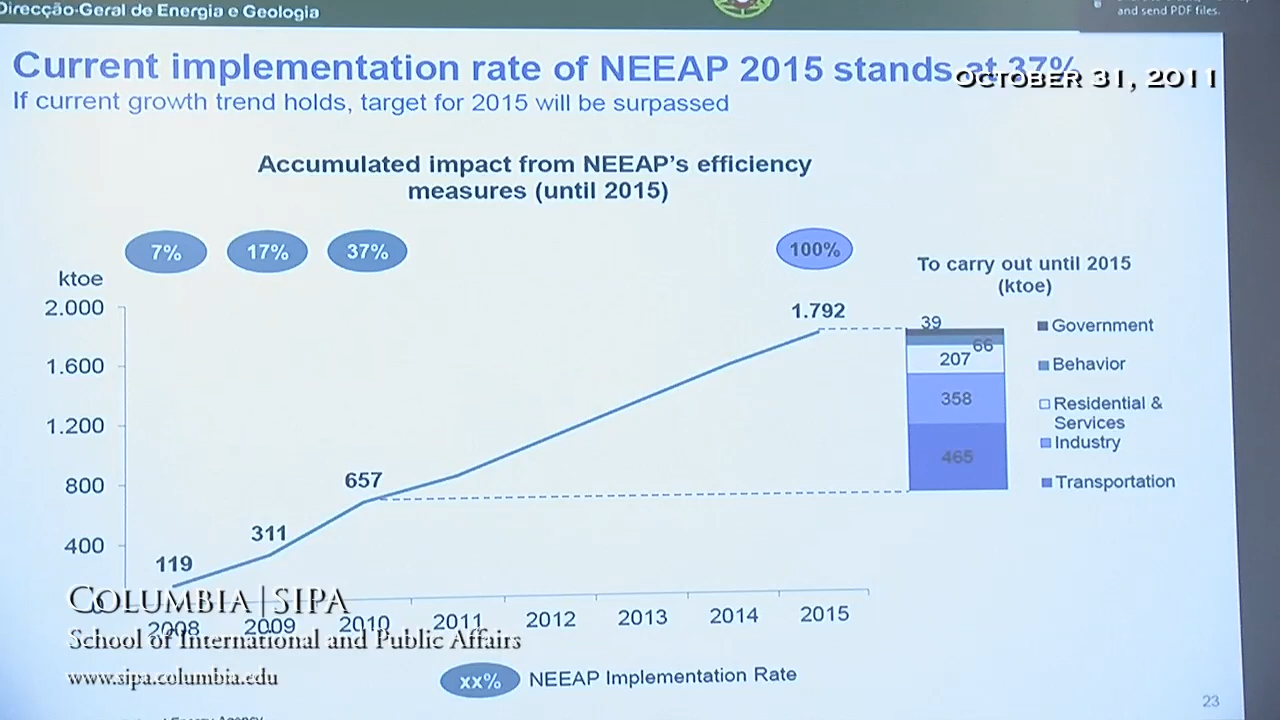 Direcção-Geral de Energia e Geologia
and send PDF files.
Current implementation rate of NEEAP 2015 stands at 37%
OCTOBER 31, 2011
If current growth trend holds, target for 2015 will be surpassed
Accumulated impact from NEEAP's efficiency
measures (until 2015)
7% 17% 37% 100%
To carry out until 2015
(ktoe)
ktoe
2.000
1.600
1.200
800
400
0
119
311
657
1.792
39
66
207
358
465
Government
Behavior
Residential &
Services
Industry
Transportation
2008 2009 2010 2011 2012 2013 2014 2015
COLUMBIA | SIPA
School of International and Public Affairs
www.sipa.columbia.edu
xx% NEEAP Implementation Rate
23
Energy Agency